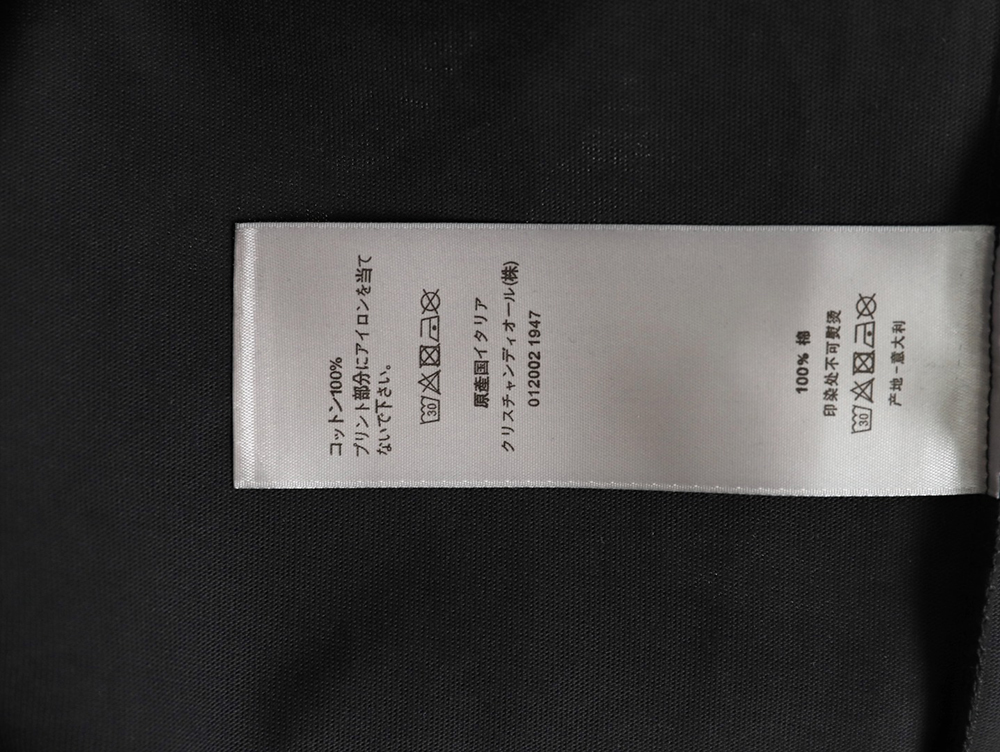 コットン100%
プリント部分にアイロンを当て
ないで下さい。
30
原産国イタリア
クリスチャンディオール(株)
012002 1947
100% 棉
印染处不可熨烫
30
产地-意大利